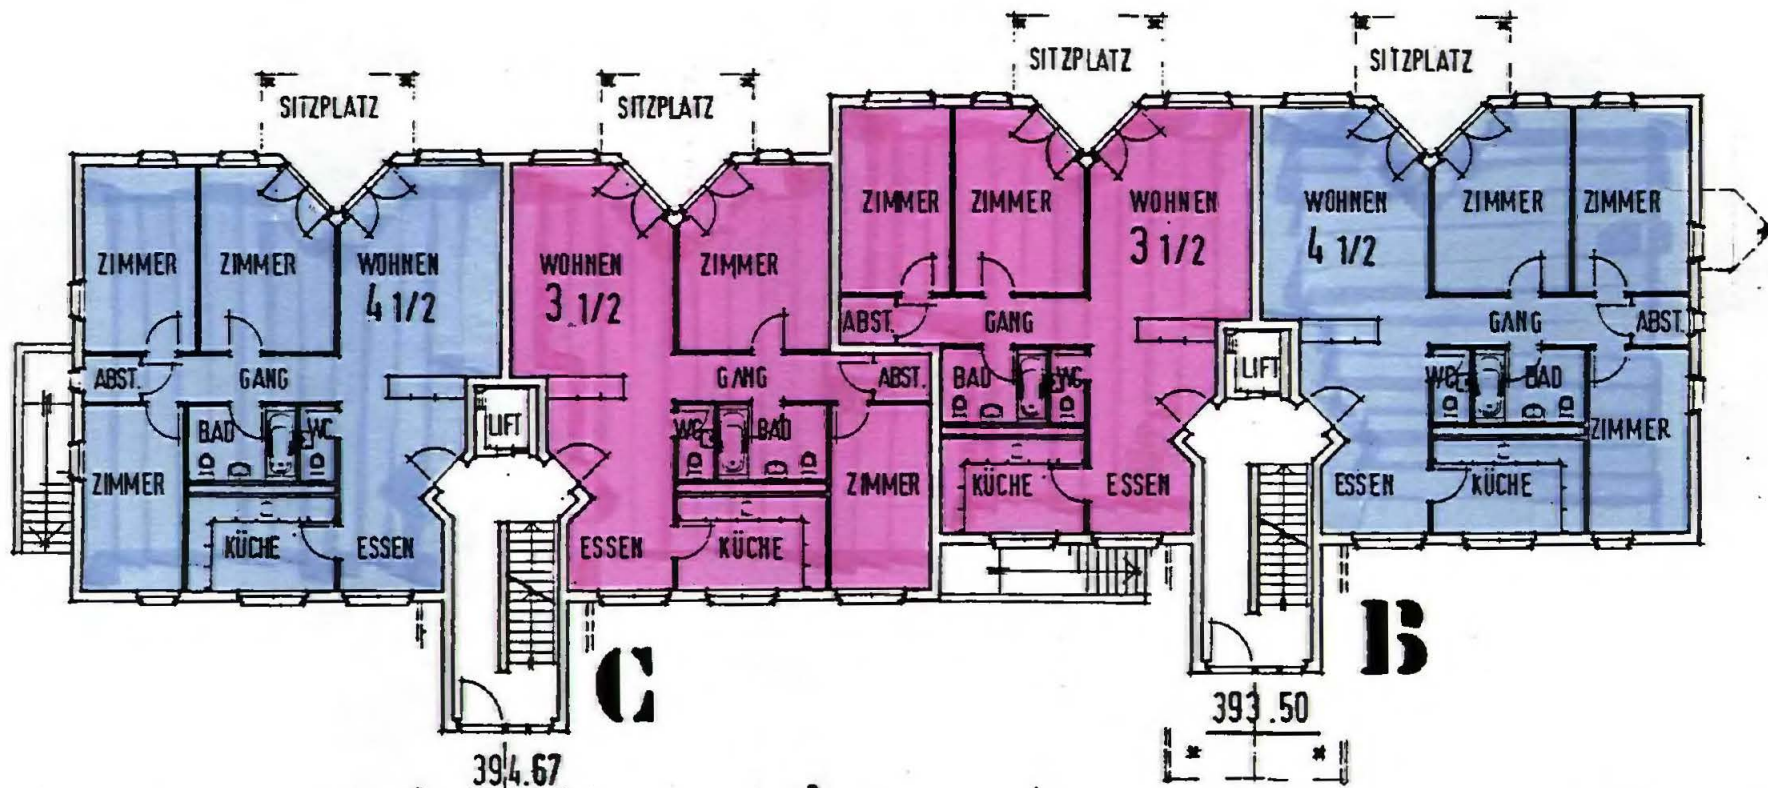 SITZPLATZ
SITZPLATZ
SITZPLATZ
SITZPLATZ
ZIMMER
ZIMMER
WOHNEN
4 1/2
WOHNEN
3 1/2
ZIMMER
ABST.
GANG
GANG
ABST.
LIFT
BAD
WC
WC
BAD
ZIMMER
ZIMMER
KÜCHE
ESSEN
ESSEN
KÜCHE
C
394.67
ZIMMER
ZIMMER
WOHNEN
3 1/2
WOHNEN
4 1/2
ZIMMER
ZIMMER
ABST.
GANG
GANG
ABST.
LIFT
BAD
WC
WC
BAD
ZIMMER
KÜCHE
ESSEN
ESSEN
KÜCHE
B
393.50